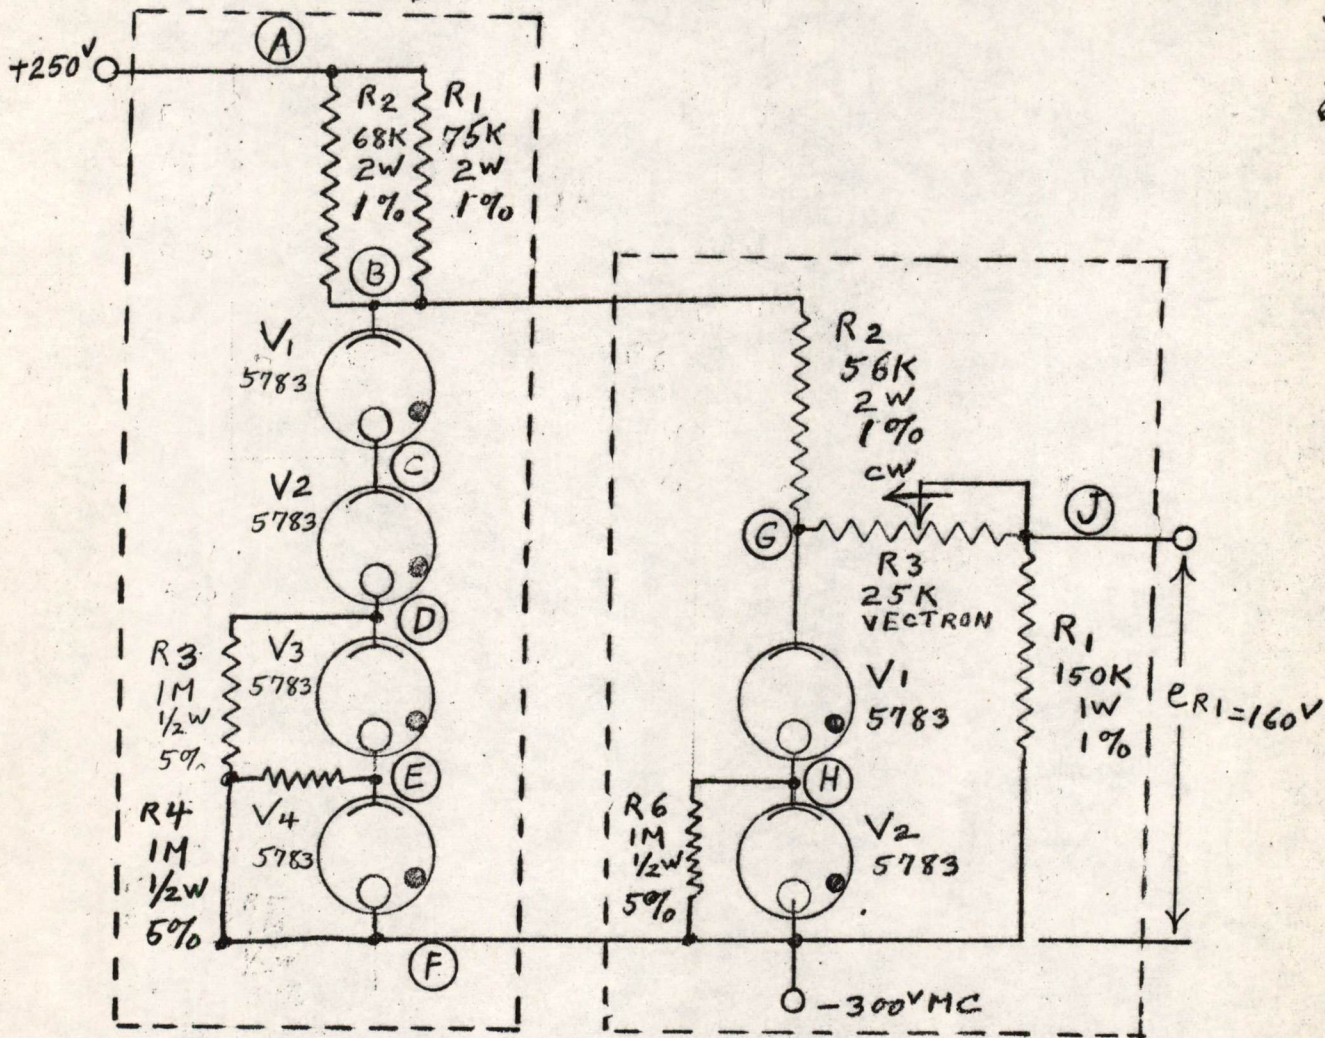 A
+250V
R2
68K
2W
1%
R1
75K
2W
1%
B
V1
5783
R2
56K
2W
1%
C
V2
5783
CW
G
J
R3
25K
VECTRON
D
R3
1M
1/2W
5%
V3
5783
R1
150K
1W
1%
V1
5783
eR1=160V
E
H
R4
1M
1/2W
5%
V4
5783
R6
1M
1/2W
5%
V2
5783
F
-300V MC